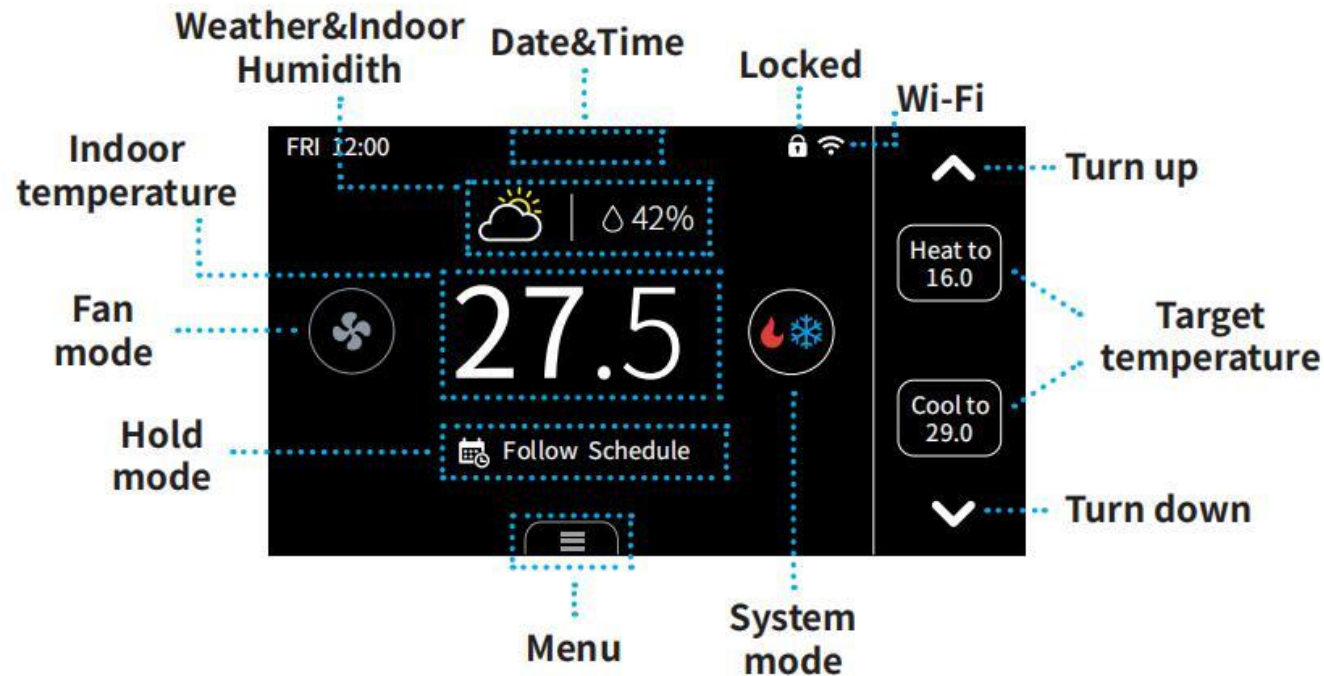 Weather&Indoor
Humidith
Date&Time
Locked
Wi-Fi
Indoor
temperature
FRI 12:00
Turn up
42%
Heat to
16.0
Fan
mode
27.5
Target
temperature
Cool to
29.0
Hold
mode
Follow Schedule
Turn down
Menu
System
mode